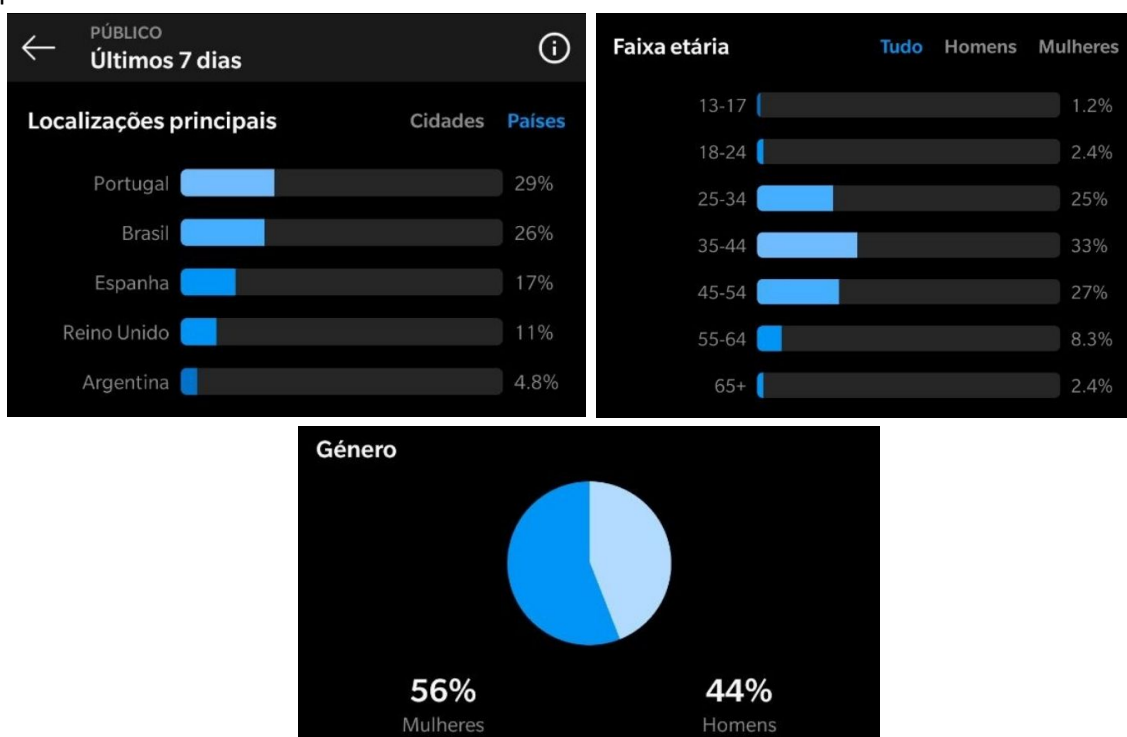 PÚBLICO
Últimos 7 dias
Localizações principais Cidades Países
Portugal 29%
Brasil 26%
Espanha 17%
Reino Unido 11%
Argentina 4.8%
Faixa etária Tudo Homens Mulheres
13-17 1.2%
18-24 2.4%
25-34 25%
35-44 33%
45-54 27%
55-64 8.3%
65+ 2.4%
Género
56% 44%
Mulheres Homens